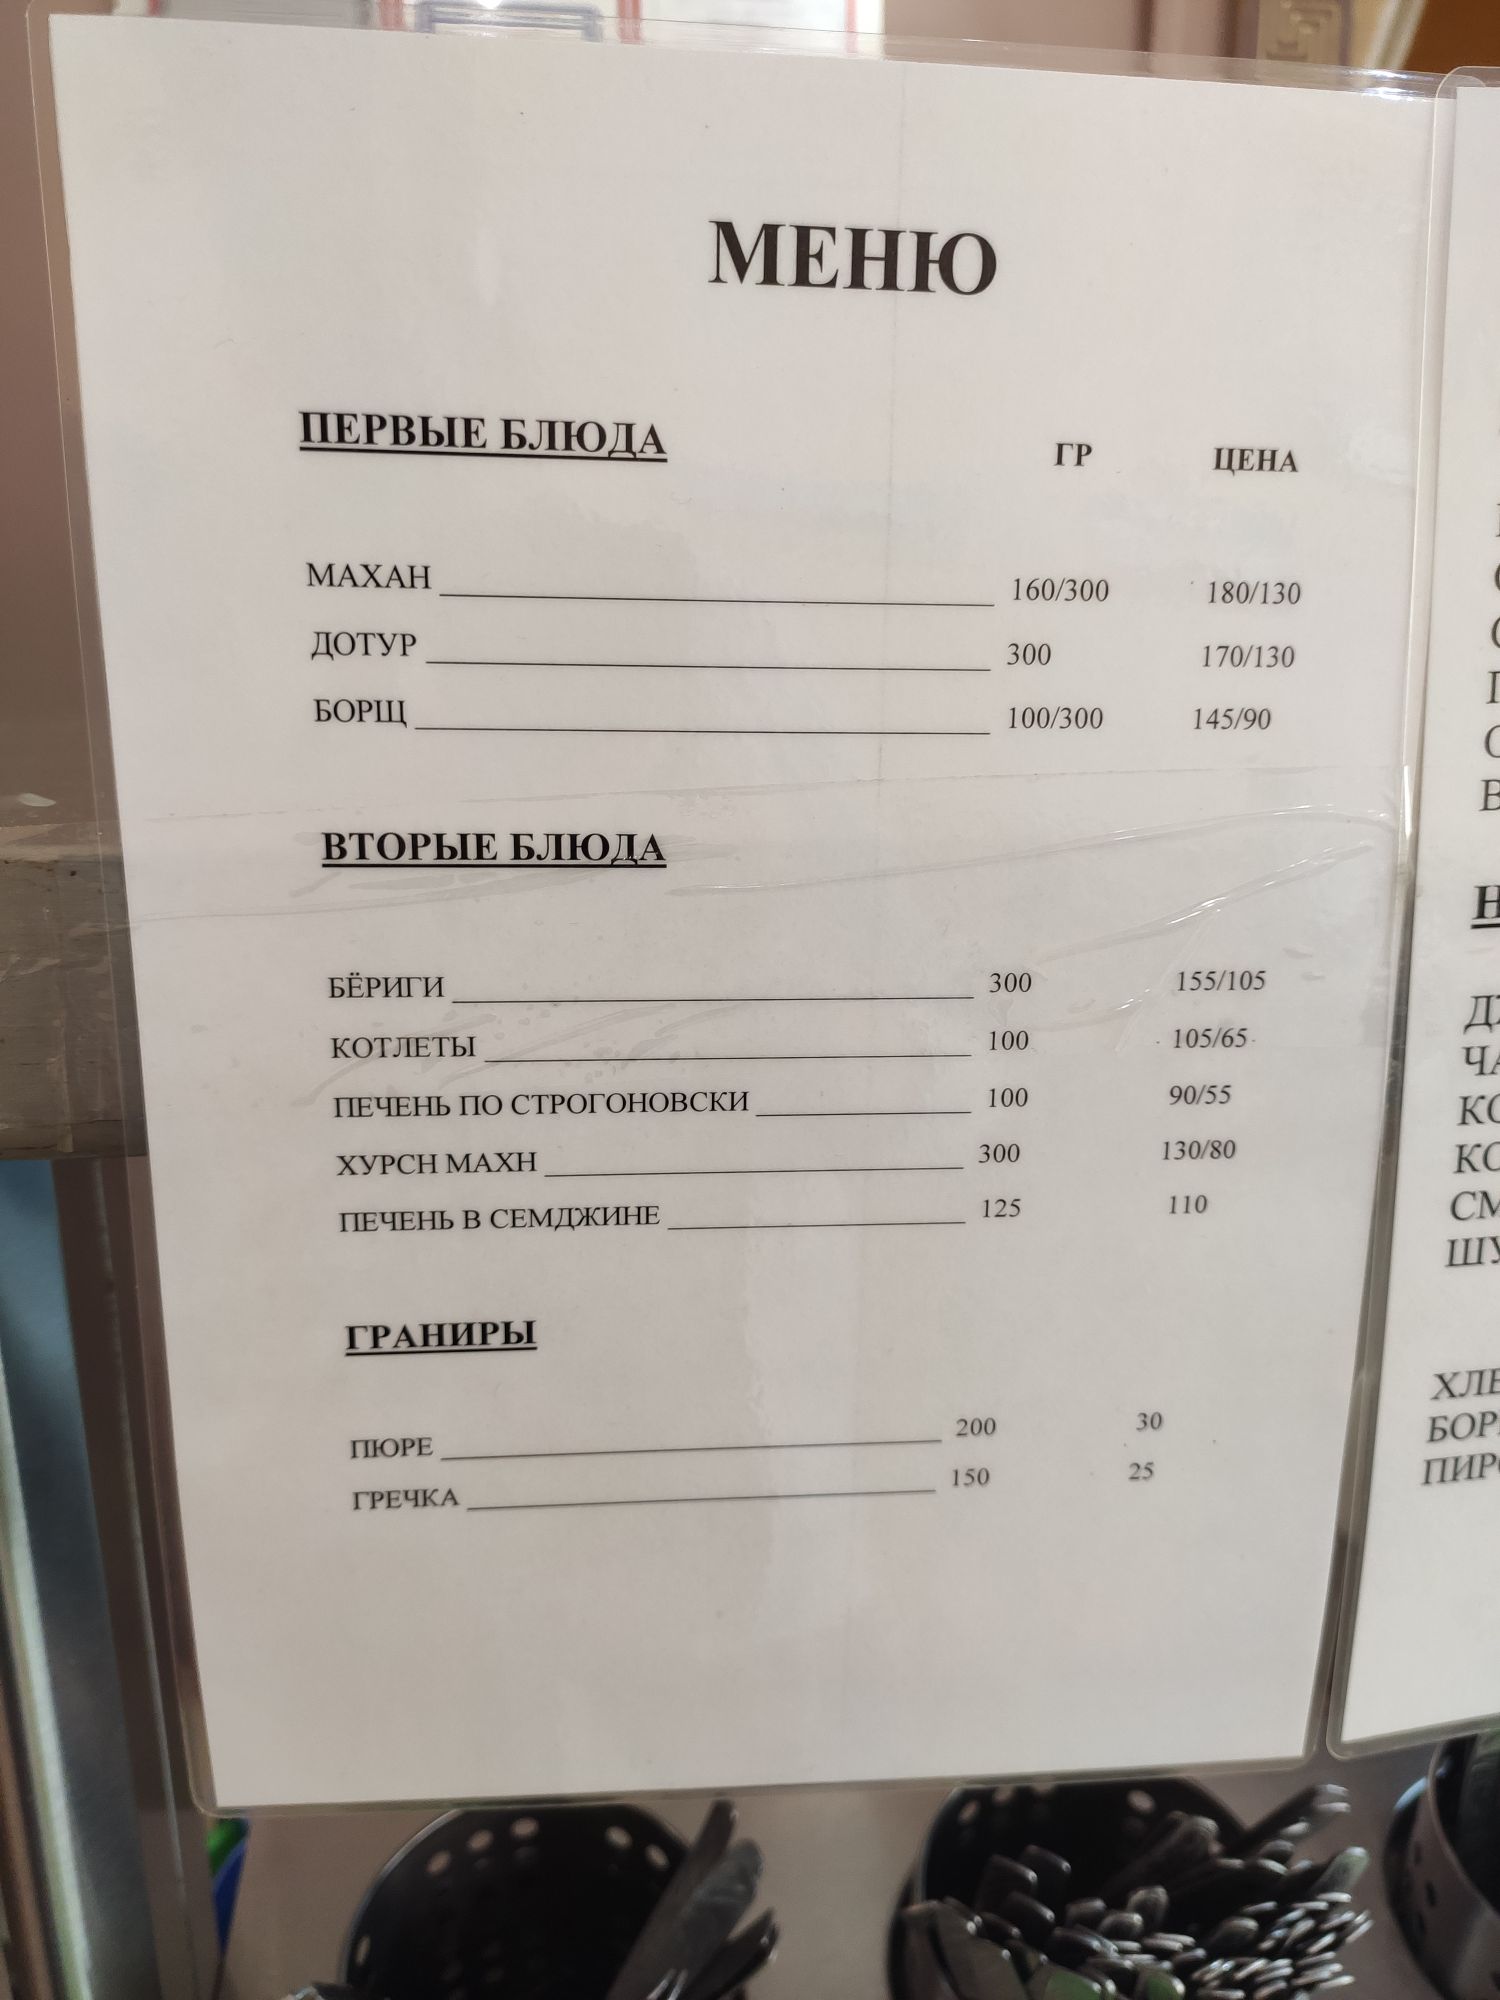 МЕНЮ
ПЕРВЫЕ БЛЮДА ГР ЦЕНА
МАХАН 160/300 180/130
ДОТУР 300 170/130
БОРЩ 100/300 145/90
ВТОРЫЕ БЛЮДА
БЁРИГИ 300 155/105
КОТЛЕТЫ 100 105/65
ПЕЧЕНЬ ПО СТРОГОНОВСКИ 100 90/55
ХУРСН МАХН 300 130/80
ПЕЧЕНЬ В СЕМДЖИНЕ 125 110
ГРАНИРЫ
ПЮРЕ 200 30
ГРЕЧКА 150 25